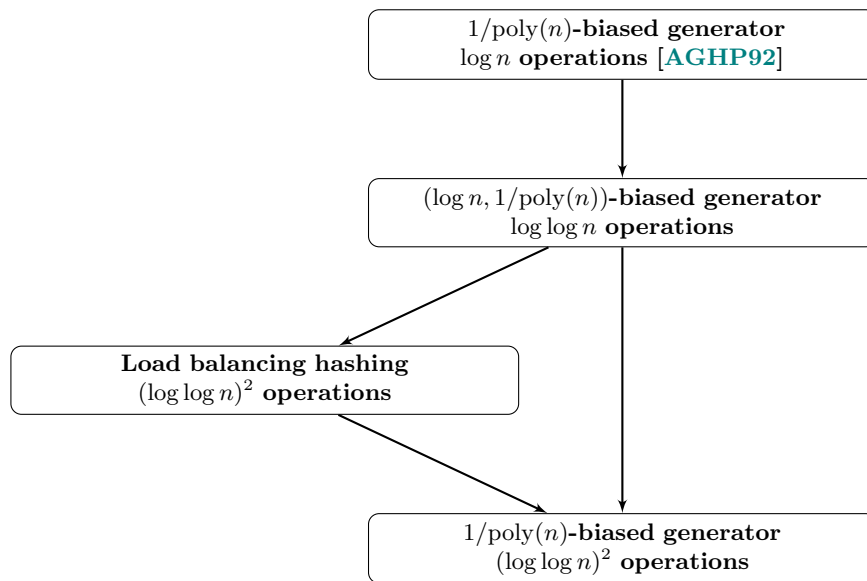 1/poly(n)-biased generator
log n operations [AGHP92]
(log n, 1/poly(n))-biased generator
log log n operations
Load balancing hashing
(log log n)² operations
1/poly(n)-biased generator
(log log n)² operations